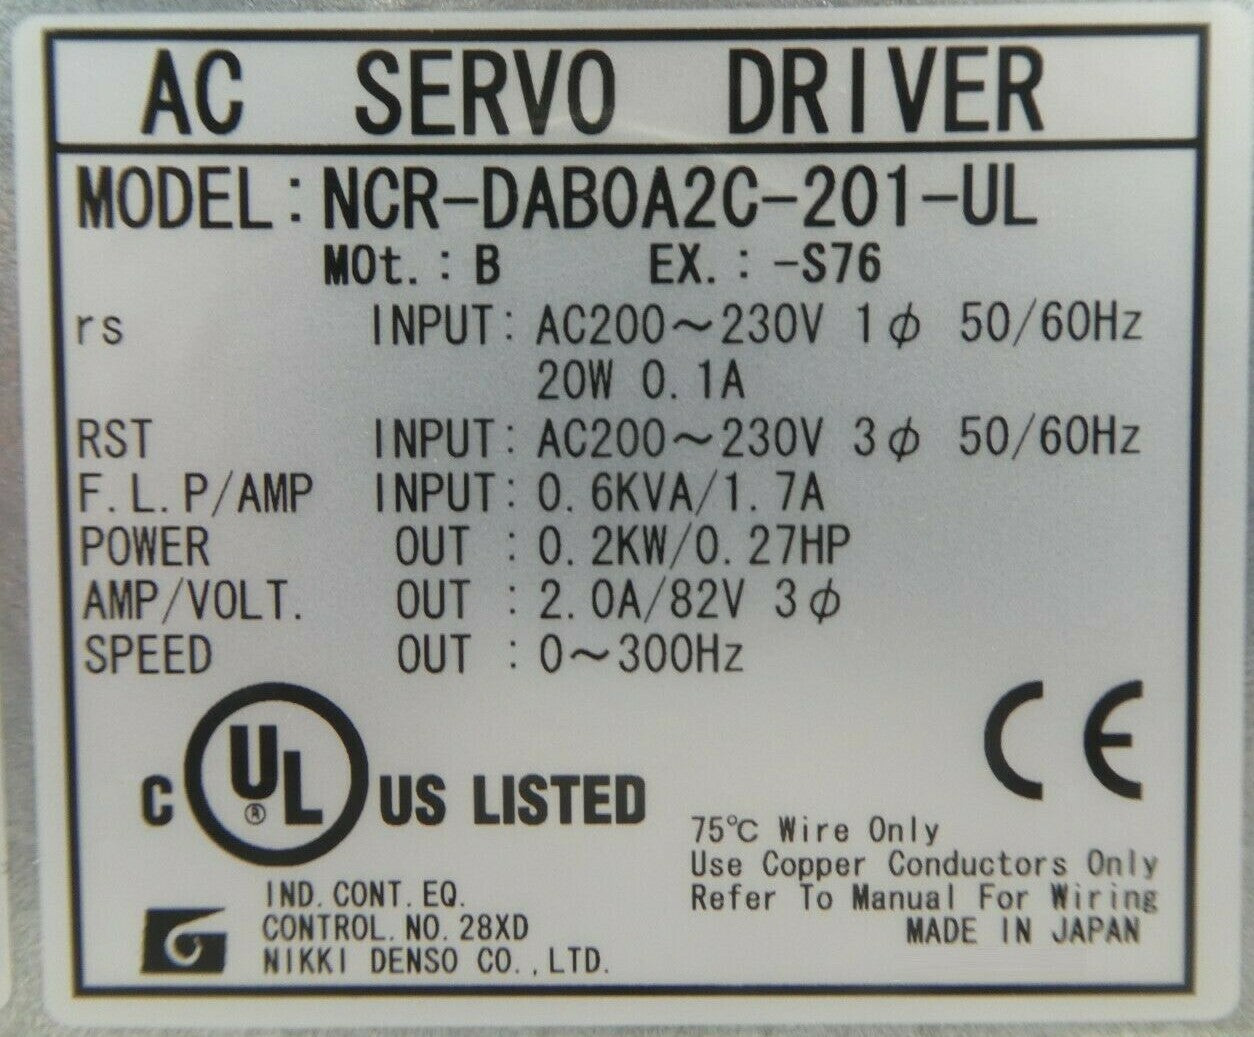 AC SERVO DRIVER
MODEL: NCR-DAB0A2C-201-UL
MOt.: B EX.: -S76
rs INPUT: AC200～230V 1φ 50/60Hz
20W 0.1A
RST INPUT: AC200～230V 3φ 50/60Hz
F.L.P/AMP INPUT: 0.6KVA/1.7A
POWER OUT : 0.2KW/0.27HP
AMP/VOLT. OUT : 2.0A/82V 3φ
SPEED OUT : 0～300Hz
C UL® US LISTED
CE
75℃ Wire Only
Use Copper Conductors Only
Refer To Manual For Wiring
MADE IN JAPAN
IND. CONT. EQ.
CONTROL. NO. 28XD
NIKKI DENSO CO., LTD.